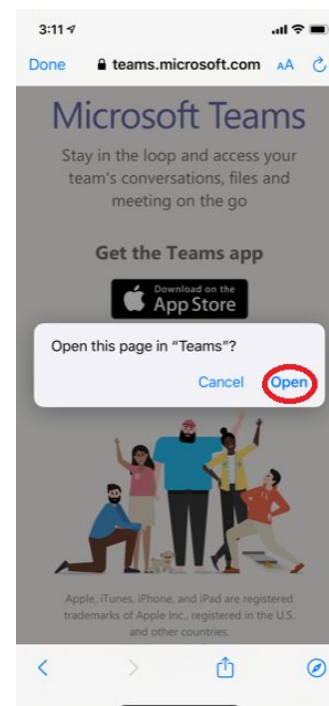 3:11
Done teams.microsoft.com AA
Microsoft Teams
Stay in the loop and access your
team's conversations, files and
meeting on the go
Get the Teams app
Download on the
App Store
Open this page in “Teams”?
Cancel Open
Apple, iTunes, iPhone, and iPad are registered
trademarks of Apple Inc., registered in the U.S.
and other countries.